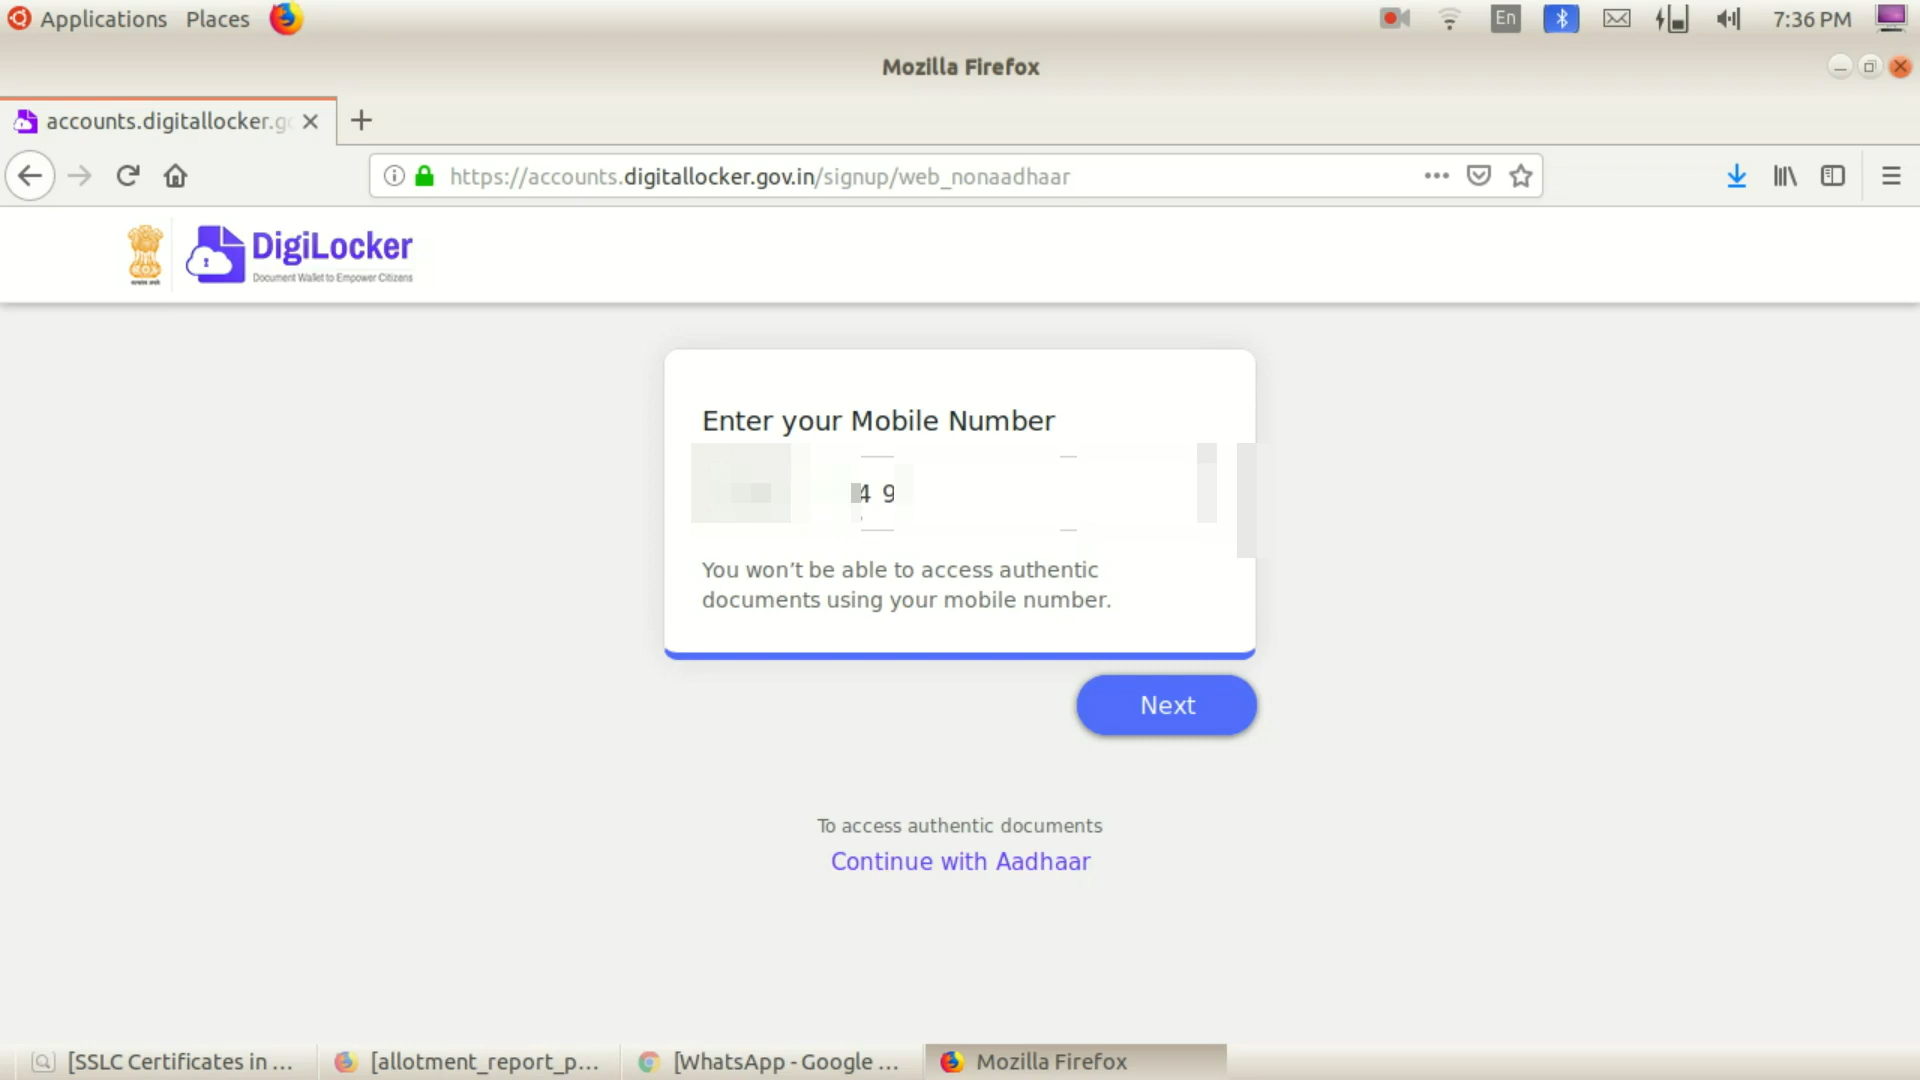 Applications Places
En
7:36 PM
Mozilla Firefox
accounts.digitallocker.g
https://accounts.digitallocker.gov.in/signup/web_nonaadhaar
DigiLocker
Document Wallet to Empower Citizens
Enter your Mobile Number
4 9
You won’t be able to access authentic
documents using your mobile number.
Next
To access authentic documents
Continue with Aadhaar
[SSLC Certificates in ...
[allotment_report_p...
[WhatsApp - Google ...
Mozilla Firefox